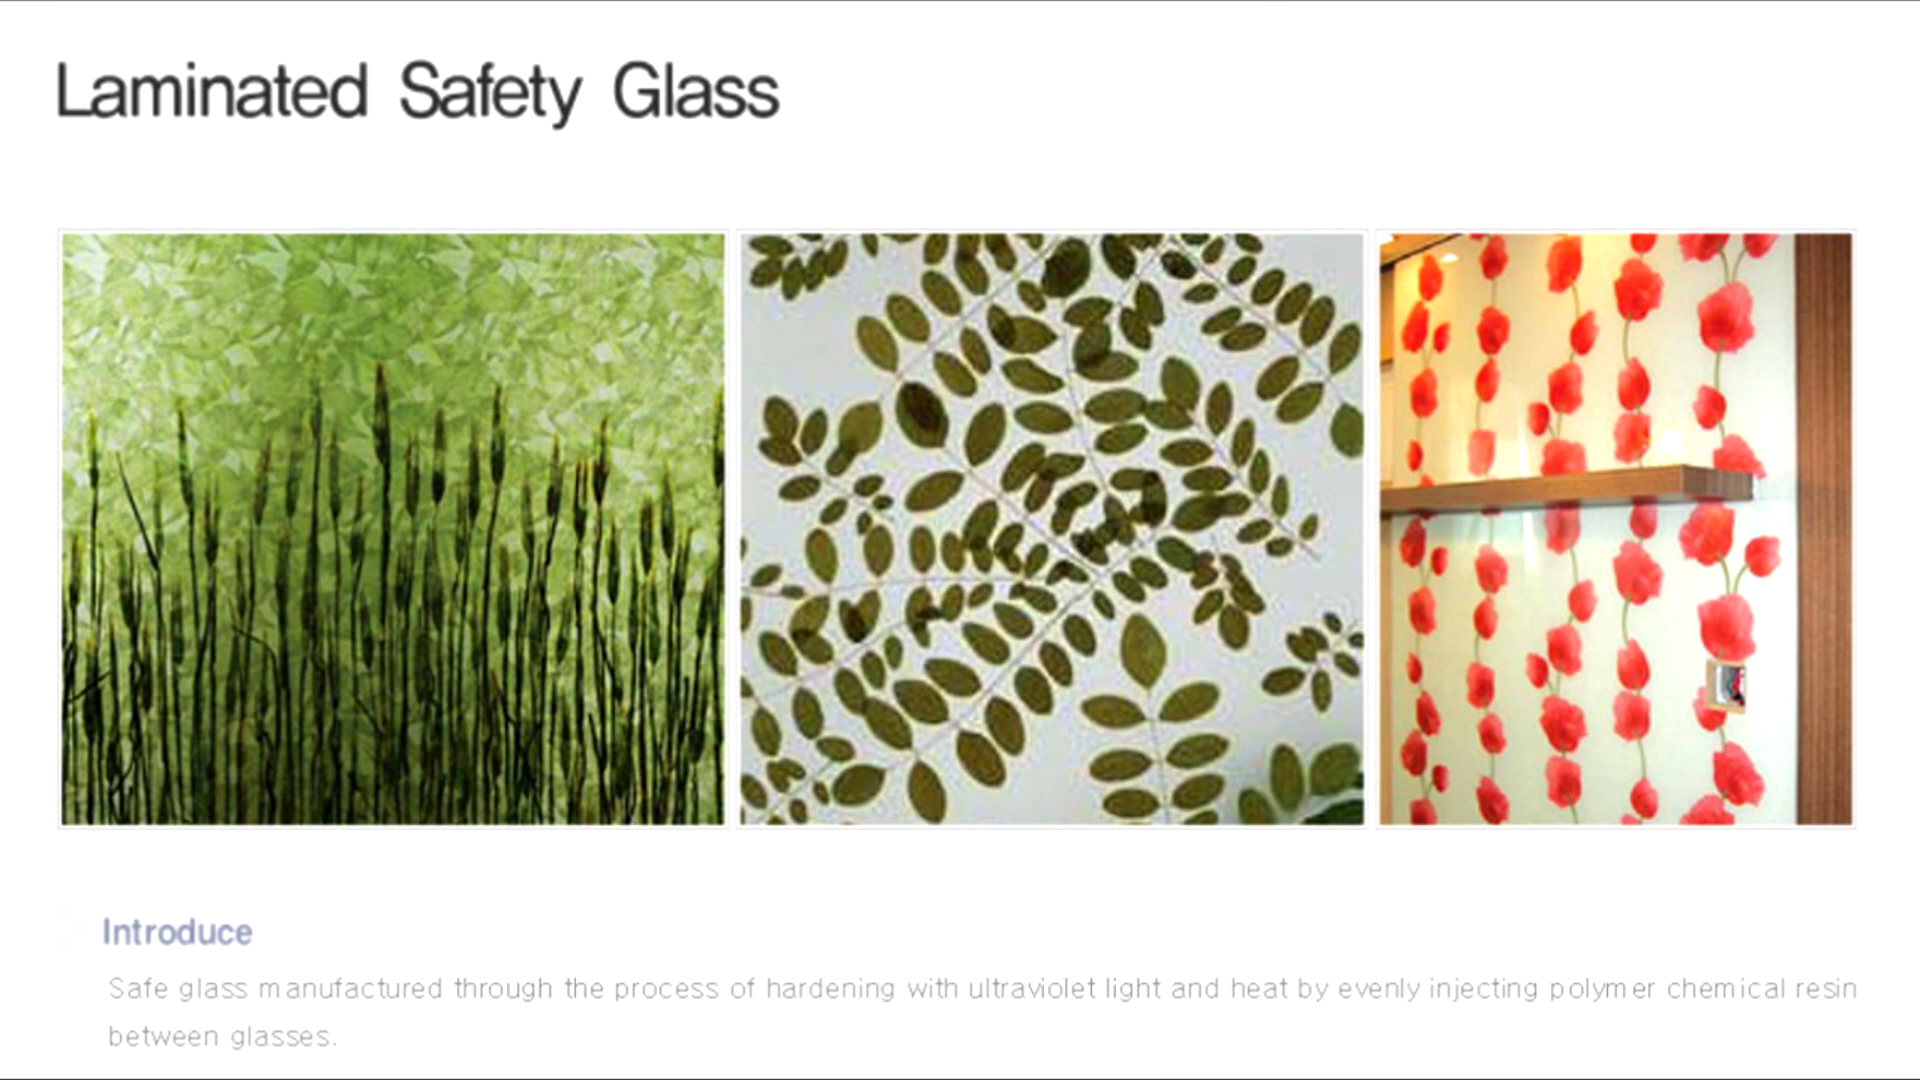 Laminated Safety Glass
Introduce
Safe glass manufactured through the process of hardening with ultraviolet light and heat by evenly injecting polymer chemical resin
between glasses.